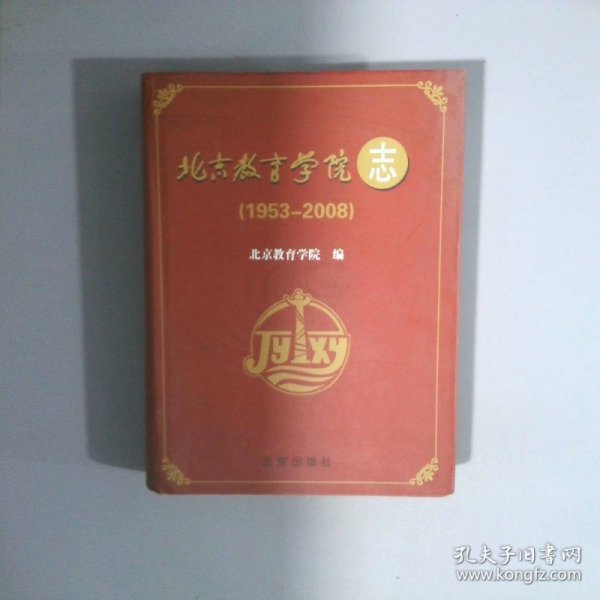 北京教育学院志
(1953-2008)
北京教育学院 编
JYXY
北京出版社
孔夫子旧书网
www.kongfz.com